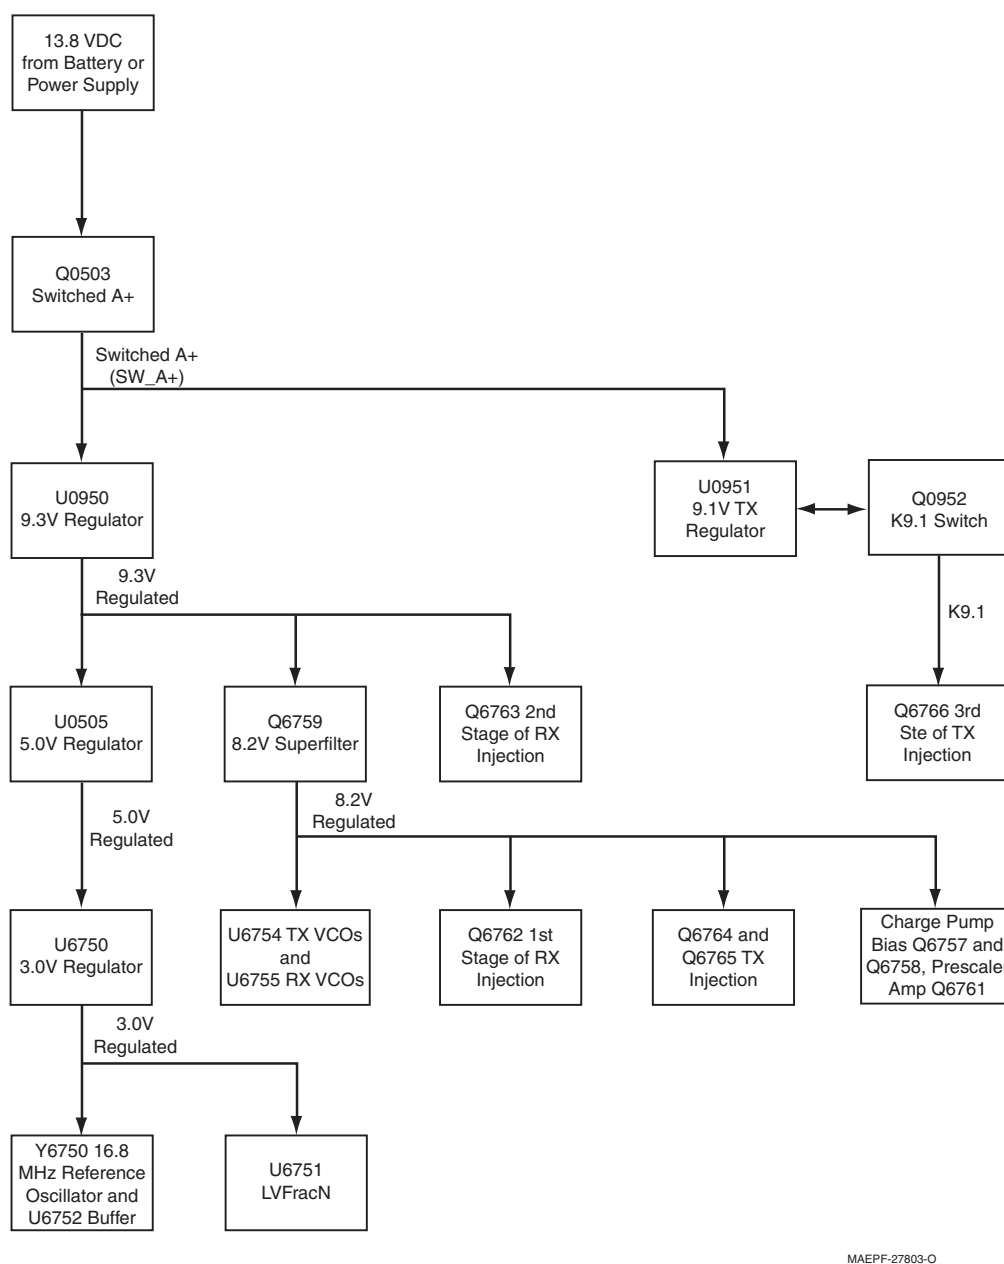 13.8 VDC
from Battery or
Power Supply
Q0503
Switched A+
Switched A+
(SW_A+)
U0950
9.3V Regulator
U0951
9.1V TX
Regulator
Q0952
K9.1 Switch
9.3V
Regulated
K9.1
U0505
5.0V Regulator
Q6759
8.2V Superfilter
Q6763 2nd
Stage of RX
Injection
Q6766 3rd
Ste of TX
Injection
5.0V
Regulated
8.2V
Regulated
U6750
3.0V Regulator
U6754 TX VCOs
and
U6755 RX VCOs
Q6762 1st
Stage of RX
Injection
Q6764 and
Q6765 TX
Injection
Charge Pump
Bias Q6757 and
Q6758, Prescaler
Amp Q6761
3.0V
Regulated
Y6750 16.8
MHz Reference
Oscillator and
U6752 Buffer
U6751
LVFracN
MAEPF-27803-O